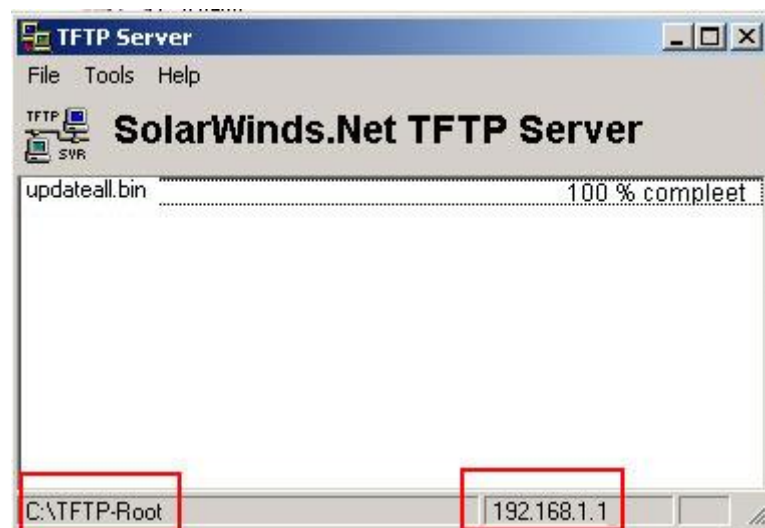 TFTP Server
File Tools Help
TFTP
SVR
SolarWinds.Net TFTP Server
updateall.bin 100 % compleet
C:\TFTP-Root 192.168.1.1